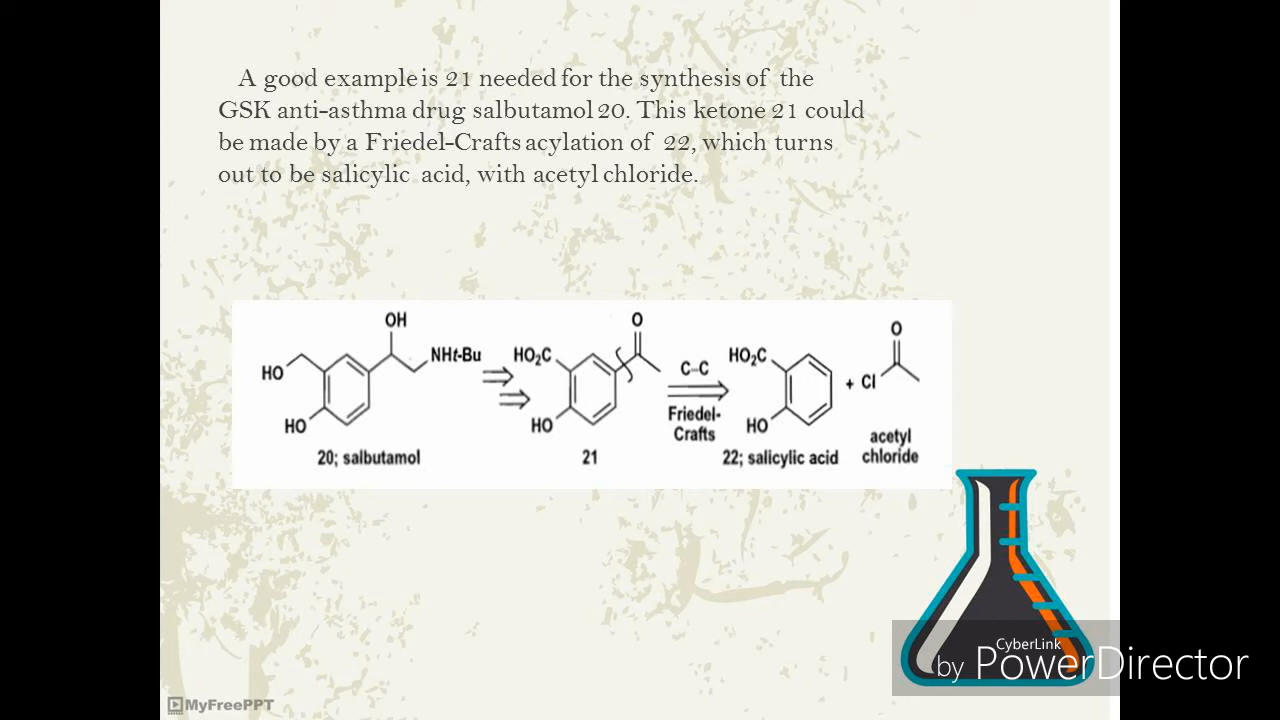 A good example is 21 needed for the synthesis of the
GSK anti-asthma drug salbutamol 20. This ketone 21 could
be made by a Friedel-Crafts acylation of 22, which turns
out to be salicylic acid, with acetyl chloride.
OH
HO
NHt-Bu
HO
20; salbutamol
O
HO₂C
HO
21
C–C
Friedel-
Crafts
HO₂C
HO
22; salicylic acid
+ Cl
O
acetyl
chloride
CyberLink
by PowerDirector
MyFreePPT